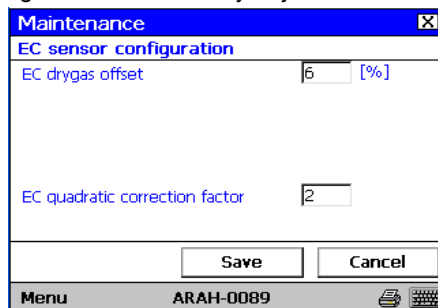 Maintenance X
EC sensor configuration
EC drygas offset 6 [%]
EC quadratic correction factor 2
Save Cancel
Menu ARAH-0089